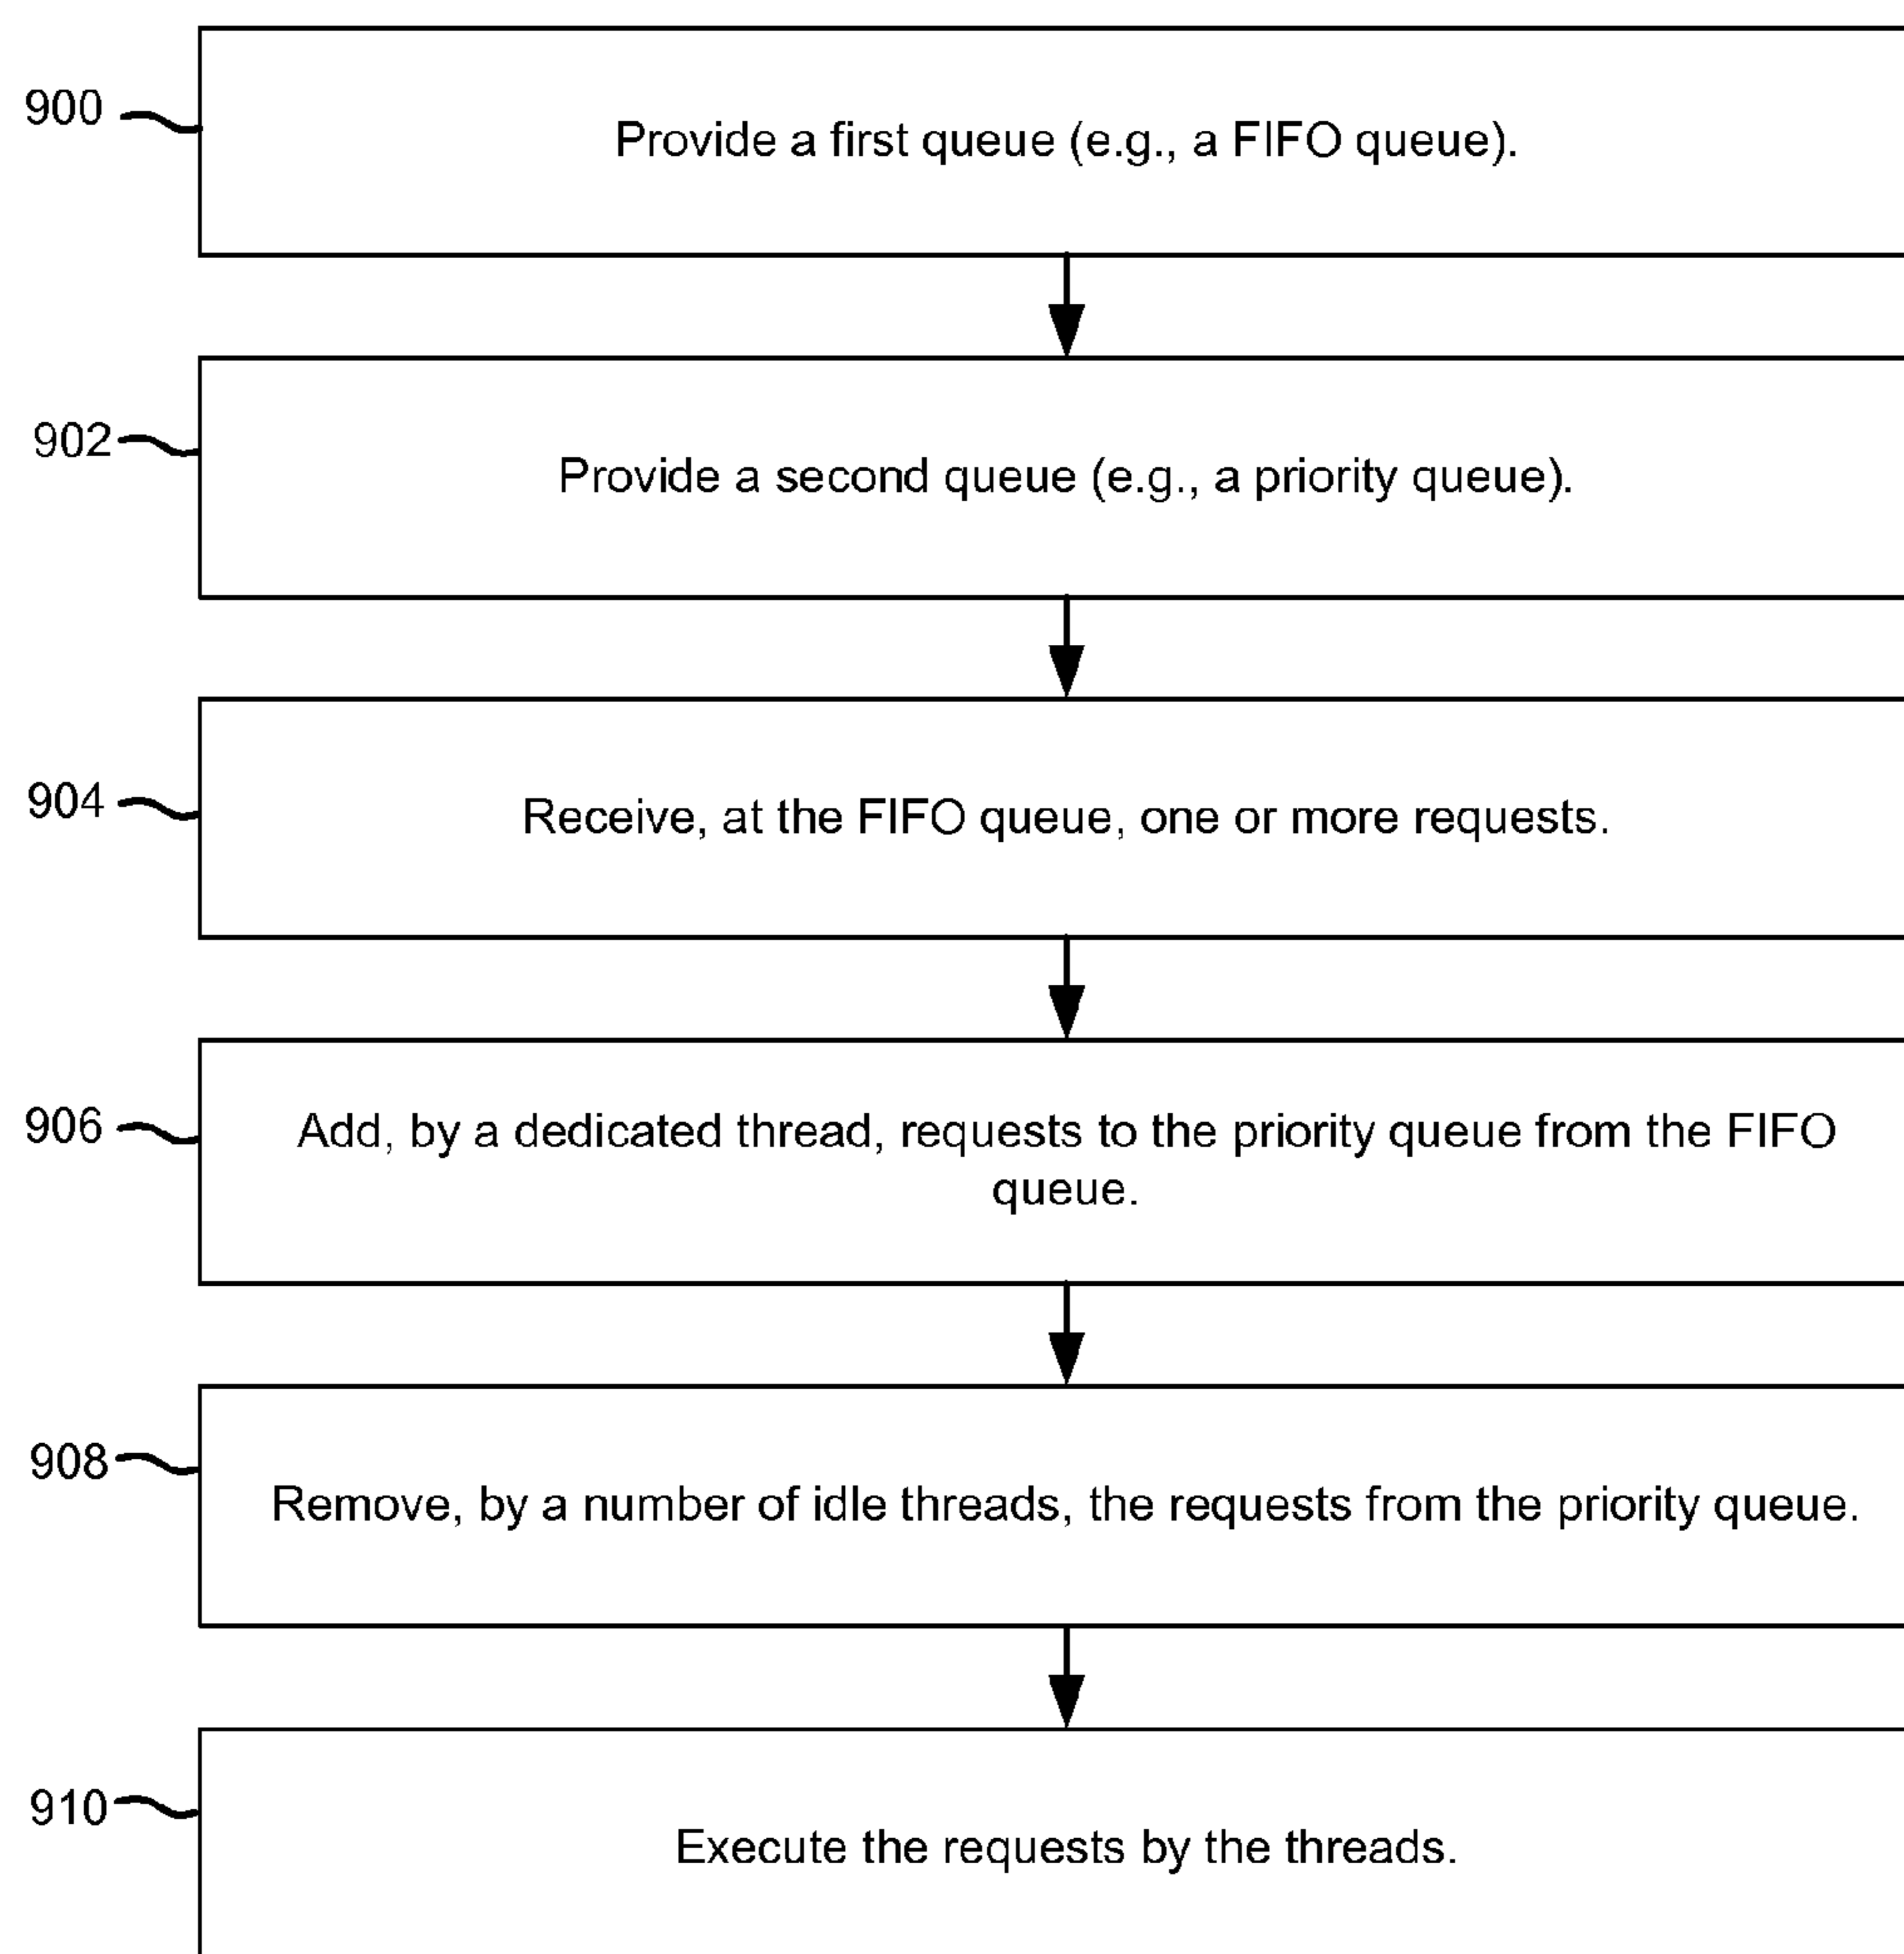 900
Provide a first queue (e.g., a FIFO queue).
902
Provide a second queue (e.g., a priority queue).
904
Receive, at the FIFO queue, one or more requests.
906
Add, by a dedicated thread, requests to the priority queue from the FIFO
queue.
908
Remove, by a number of idle threads, the requests from the priority queue.
910
Execute the requests by the threads.